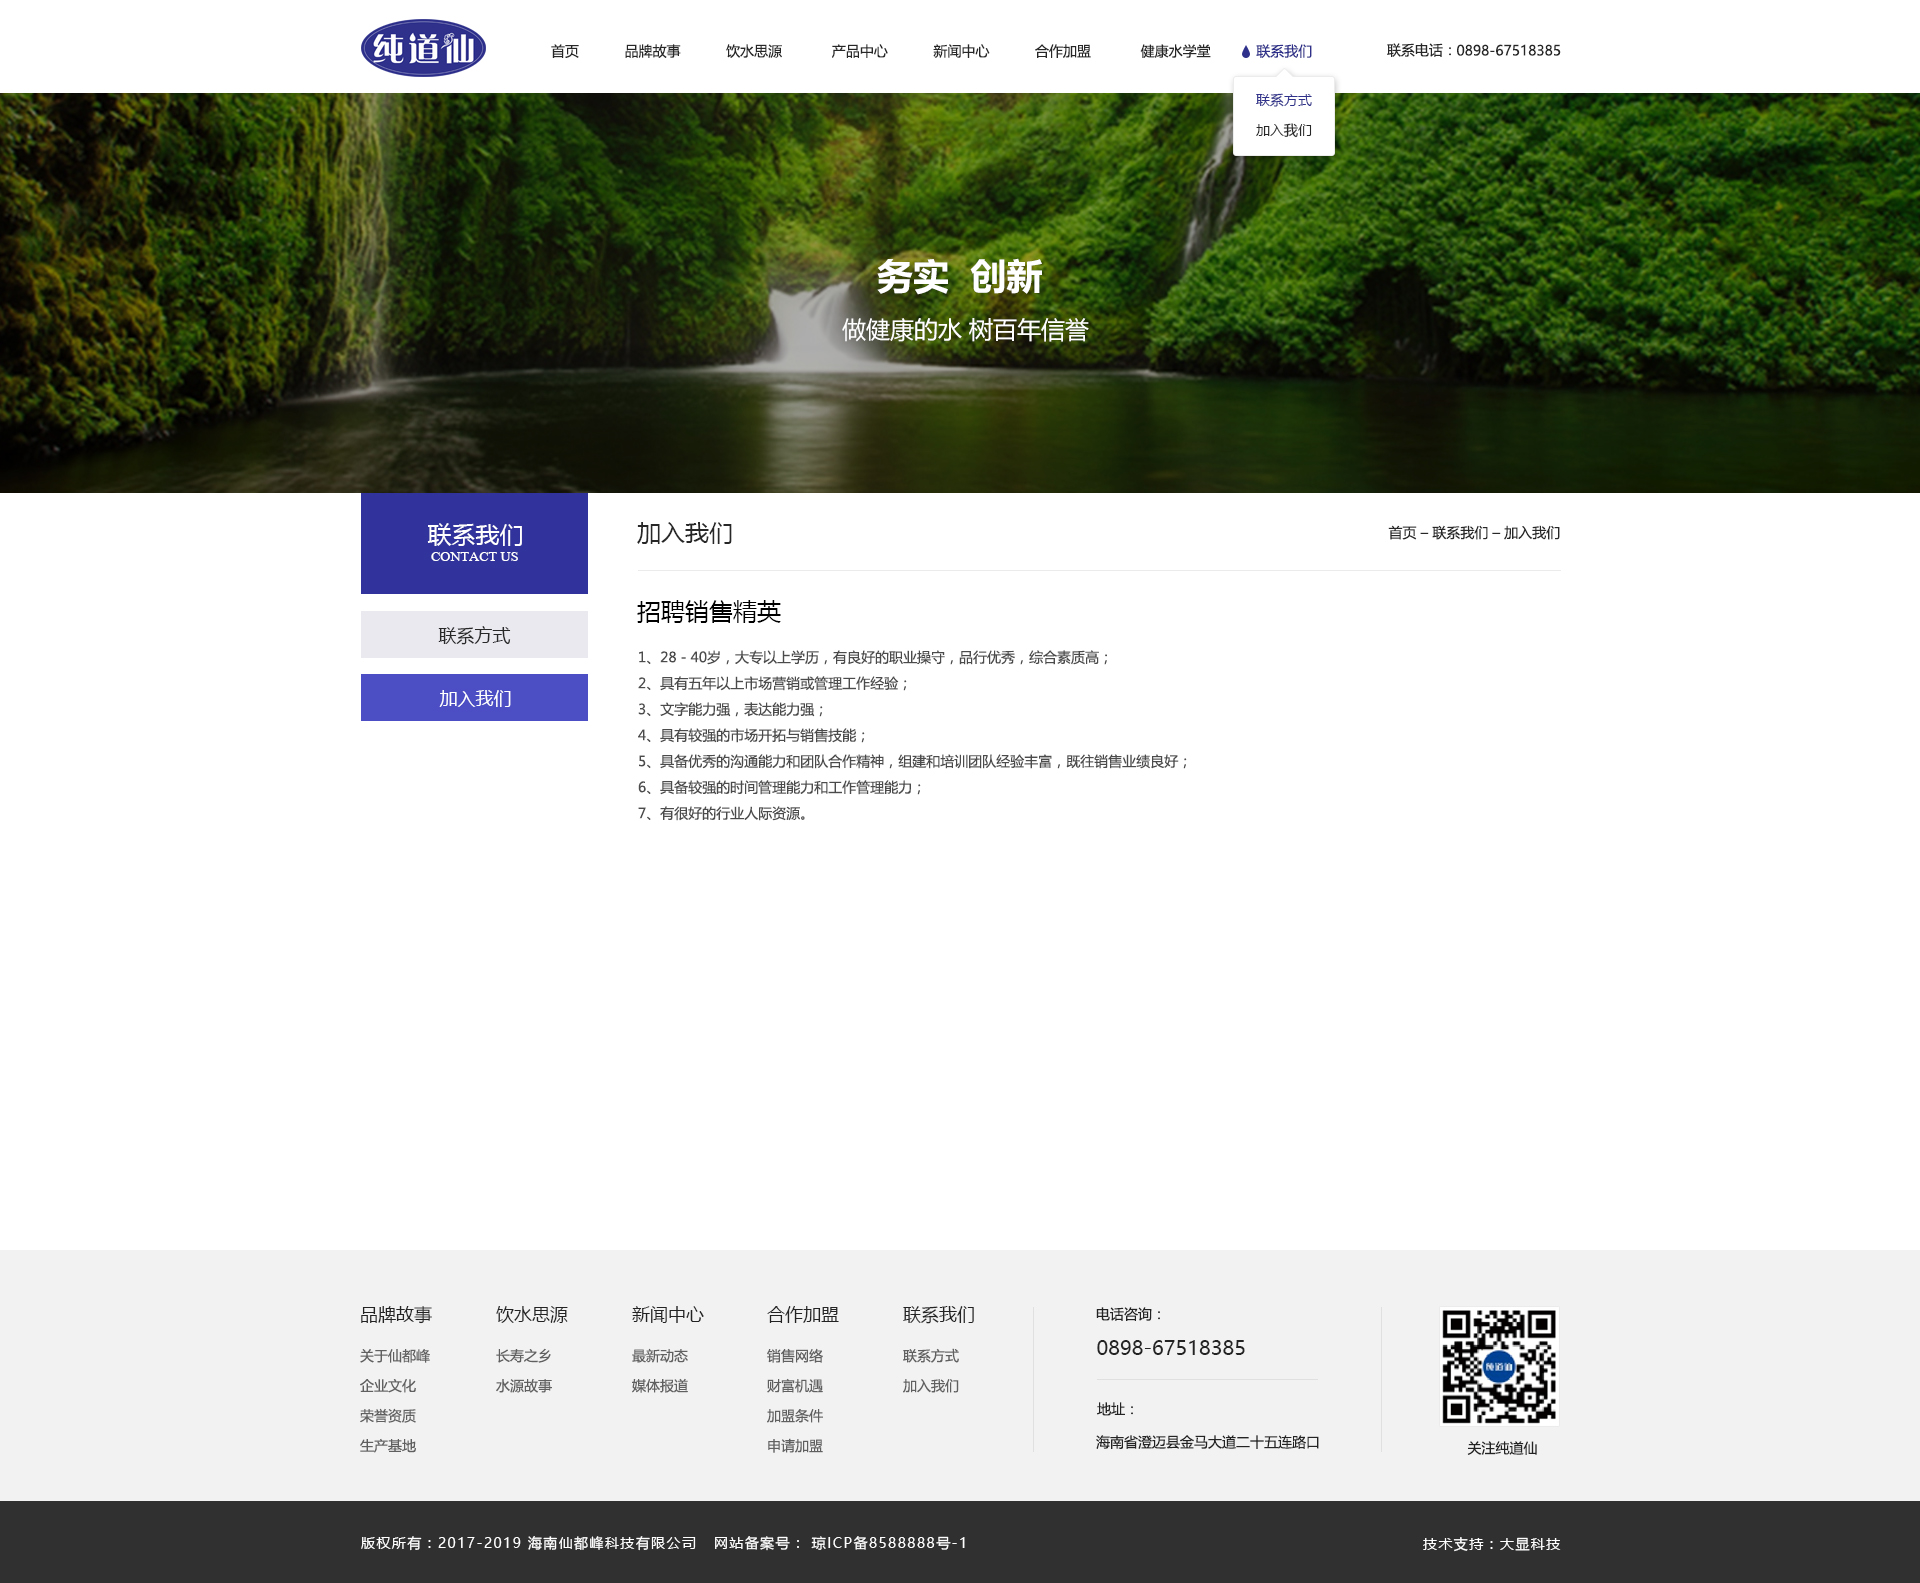 纯道仙
首页 品牌故事 饮水思源 产品中心 新闻中心 合作加盟 健康水学堂 联系我们 联系电话：0898-67518385
联系方式
加入我们
务实 创新
做健康的水 树百年信誉
联系我们
CONTACT US
联系方式
加入我们
加入我们
首页 – 联系我们 – 加入我们
招聘销售精英
1、28 - 40岁，大专以上学历，有良好的职业操守，品行优秀，综合素质高；
2、具有五年以上市场营销或管理工作经验；
3、文字能力强，表达能力强；
4、具有较强的市场开拓与销售技能；
5、具备优秀的沟通能力和团队合作精神，组建和培训团队经验丰富，既往销售业绩良好；
6、具备较强的时间管理能力和工作管理能力；
7、有很好的行业人际资源。
品牌故事
关于仙都峰
企业文化
荣誉资质
生产基地
饮水思源
长寿之乡
水源故事
新闻中心
最新动态
媒体报道
合作加盟
销售网络
财富机遇
加盟条件
申请加盟
联系我们
联系方式
加入我们
电话咨询：
0898-67518385
地址：
海南省澄迈县金马大道二十五连路口
纯道仙
关注纯道仙
版权所有：2017-2019 海南仙都峰科技有限公司 网站备案号： 琼ICP备8588888号-1
技术支持：大显科技